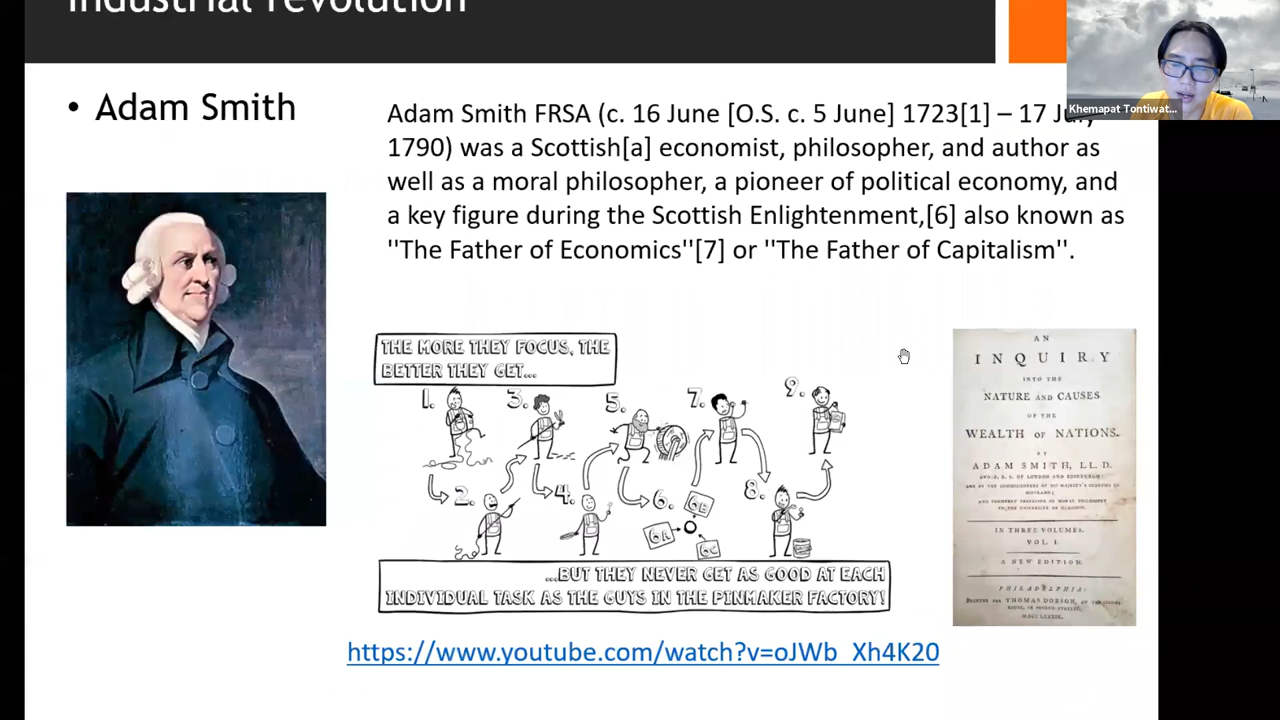 Industrial revolution
Khemapat Tontiwat...
• Adam Smith
Adam Smith FRSA (c. 16 June [O.S. c. 5 June] 1723[1] – 17 July
1790) was a Scottish[a] economist, philosopher, and author as
well as a moral philosopher, a pioneer of political economy, and
a key figure during the Scottish Enlightenment,[6] also known as
''The Father of Economics''[7] or ''The Father of Capitalism''.
THE MORE THEY FOCUS, THE
BETTER THEY GET...
1.
3.
5.
7.
9.
2.
4.
6.
8.
6B
6A
6C
...BUT THEY NEVER GET AS GOOD AT EACH
INDIVIDUAL TASK AS THE GUYS IN THE PINMAKER FACTORY!
AN
INQUIRY
INTO THE
NATURE AND CAUSES
OF THE
WEALTH OF NATIONS.
BY
ADAM SMITH, LL.D.
IN THREE VOLUMES.
VOL. I.
A NEW EDITION.
PHILADELPHIA:
PRINTED FOR THOMAS DOBSON,
https://www.youtube.com/watch?v=oJWb_Xh4K20